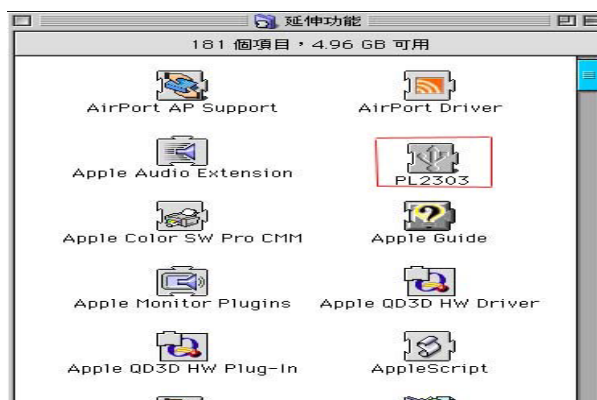 延伸功能
181 個項目，4.96 GB 可用
AirPort AP Support
AirPort Driver
Apple Audio Extension
PL2303
Apple Color SW Pro CMM
Apple Guide
Apple Monitor Plugins
Apple QD3D HW Driver
Apple QD3D HW Plug-In
AppleScript